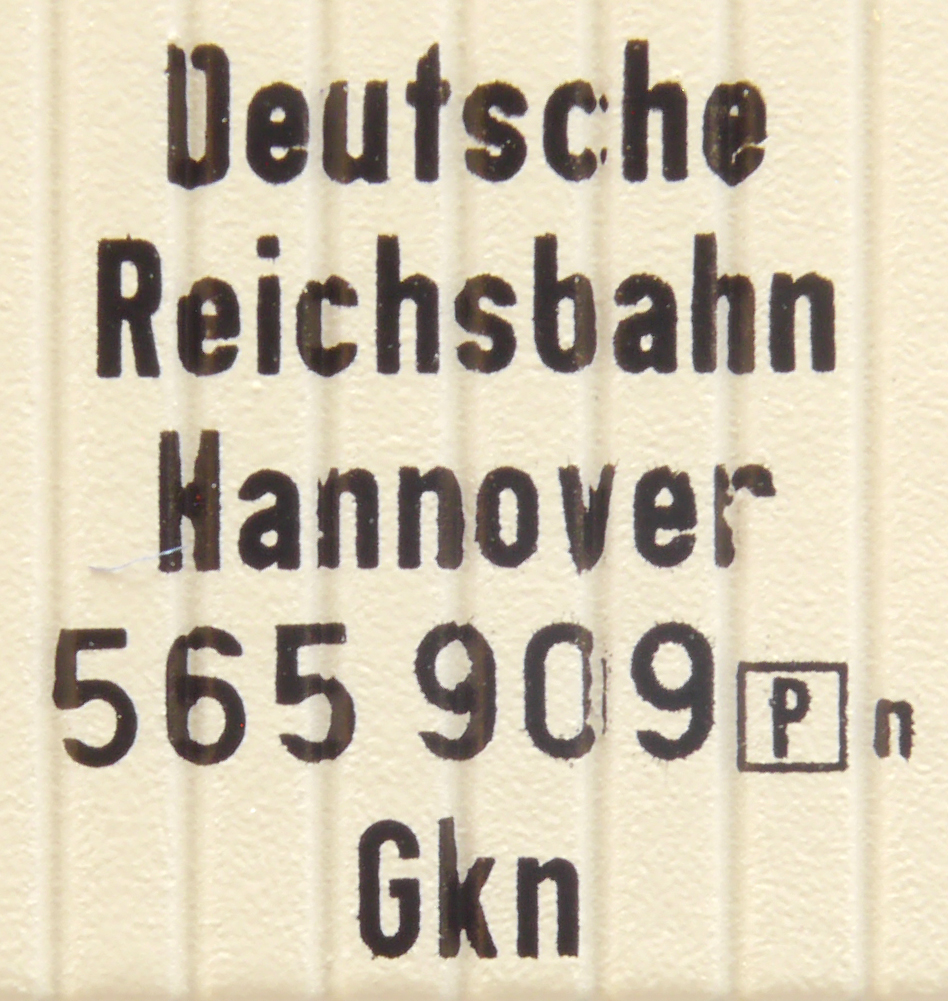 Deutsche
Reichsbahn
Hannover
565 909 P n
Gkn